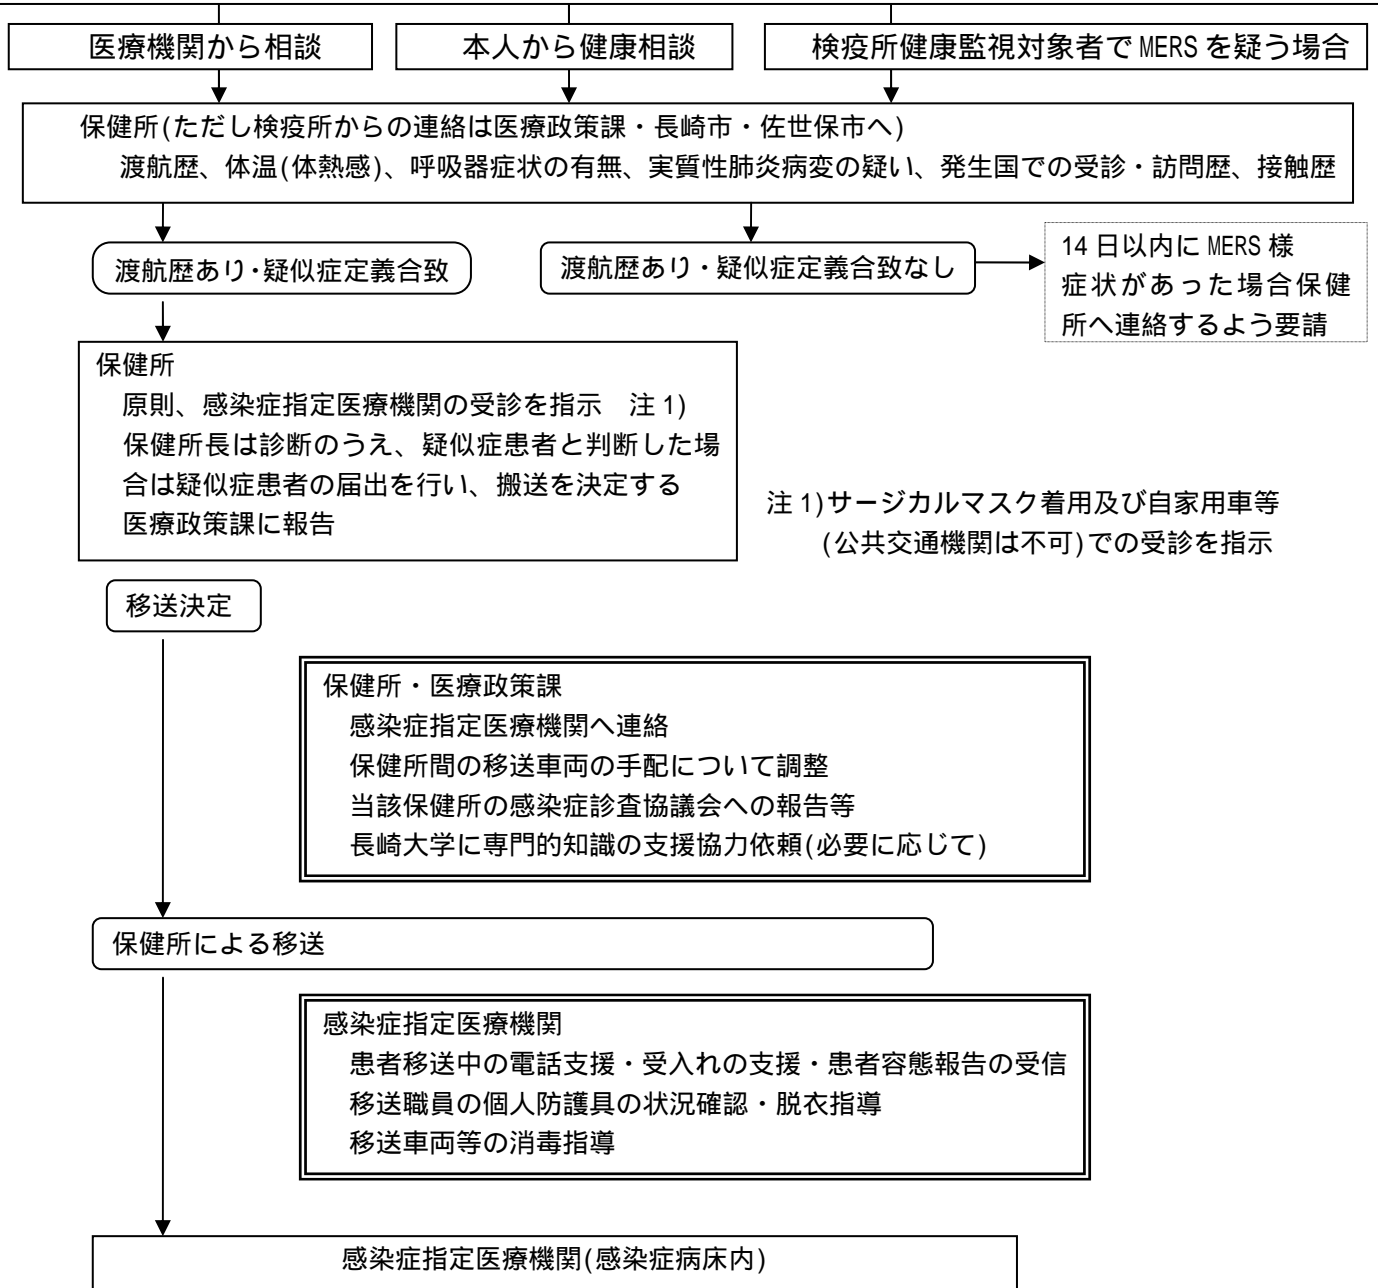 医療機関から相談
本人から健康相談
検疫所健康監視対象者で MERS を疑う場合
保健所(ただし検疫所からの連絡は医療政策課・長崎市・佐世保市へ)
渡航歴、体温(体熱感)、呼吸器症状の有無、実質性肺炎病変の疑い、発生国での受診・訪問歴、接触歴
渡航歴あり・疑似症定義合致
渡航歴あり・疑似症定義合致なし
14 日以内に MERS 様
症状があった場合保健
所へ連絡するよう要請
保健所
原則、感染症指定医療機関の受診を指示　注 1)
保健所長は診断のうえ、疑似症患者と判断した場
合は疑似症患者の届出を行い、搬送を決定する
医療政策課に報告
注 1)サージカルマスク着用及び自家用車等
(公共交通機関は不可)での受診を指示
移送決定
保健所・医療政策課
感染症指定医療機関へ連絡
保健所間の移送車両の手配について調整
当該保健所の感染症診査協議会への報告等
長崎大学に専門的知識の支援協力依頼(必要に応じて)
保健所による移送
感染症指定医療機関
患者移送中の電話支援・受入れの支援・患者容態報告の受信
移送職員の個人防護具の状況確認・脱衣指導
移送車両等の消毒指導
感染症指定医療機関(感染症病床内)